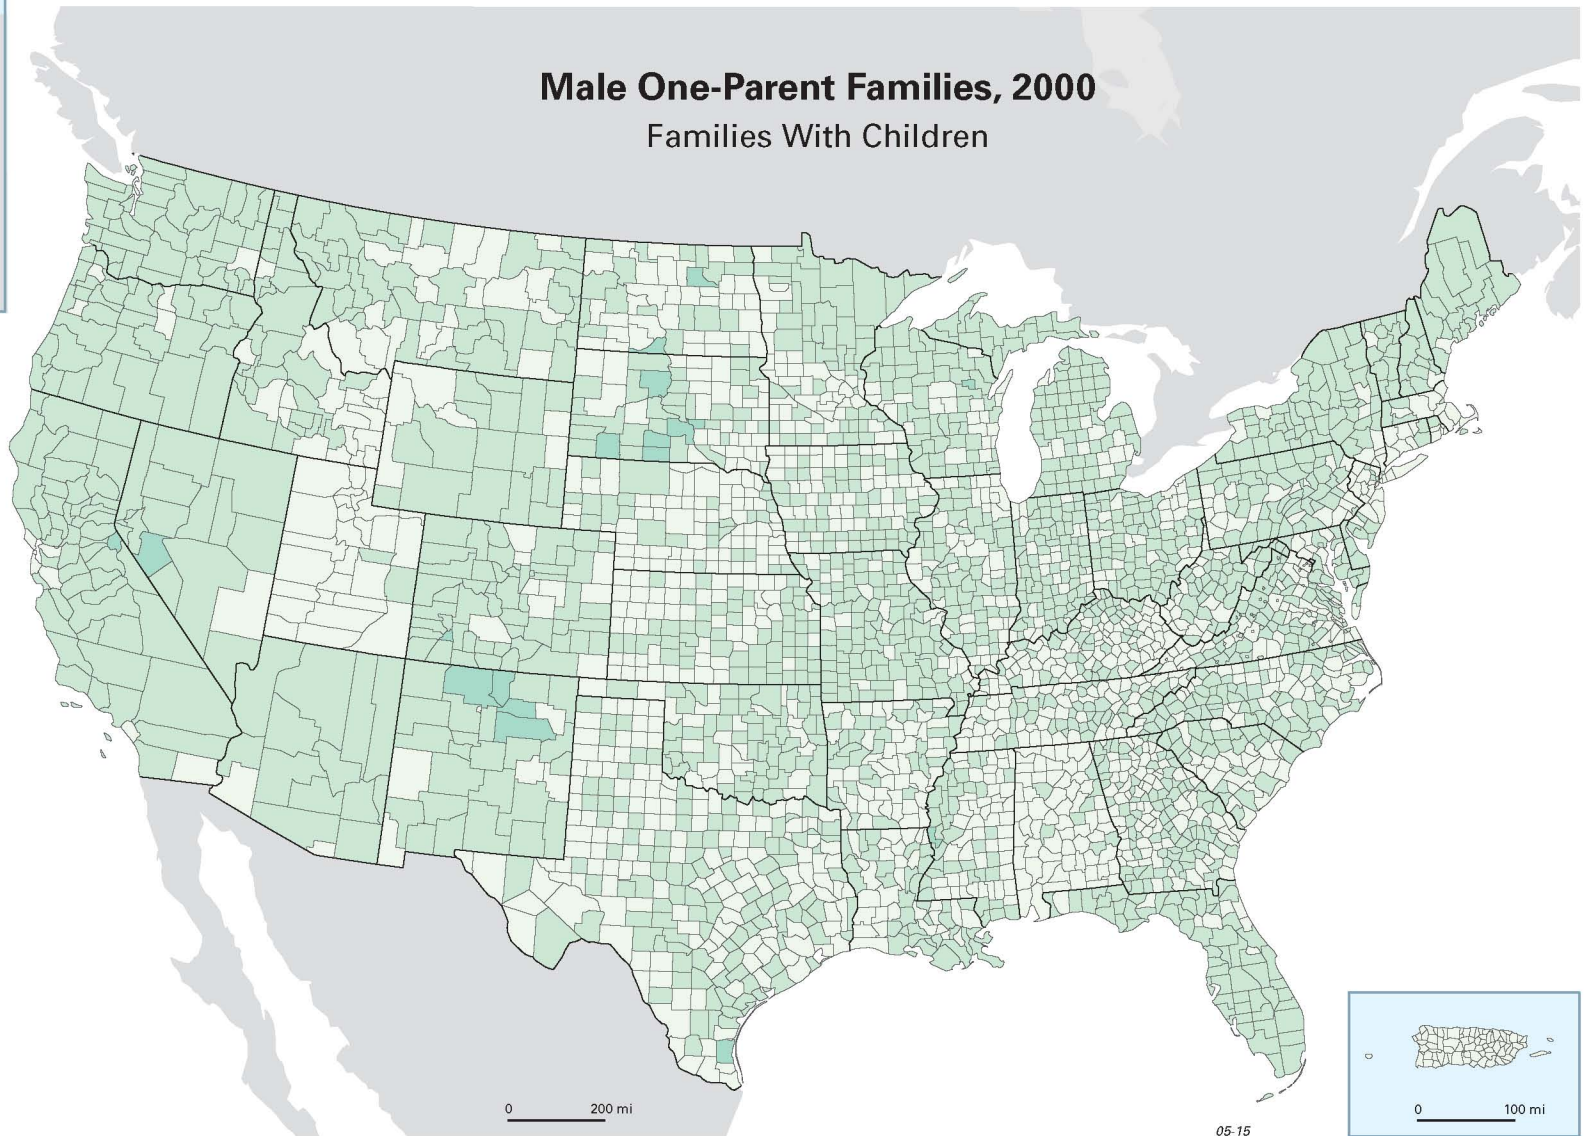 Male One-Parent Families, 2000
Families With Children
0 200 mi
0 100 mi
05-15